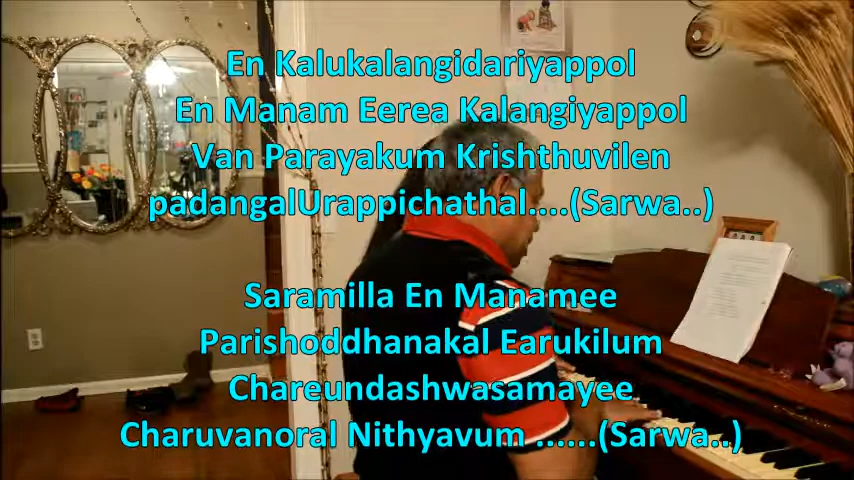 En Kalukalangidariyappol
En Manam Eerea Kalangiyappol
Van Parayakum Krishthuvilen
padangalUrappichathal....(Sarwa..)
Saramilla En Manamee
Parishoddhanakal Earukilum
Chareundashwasamayee
Charuvanoral Nithyavum ......(Sarwa..)